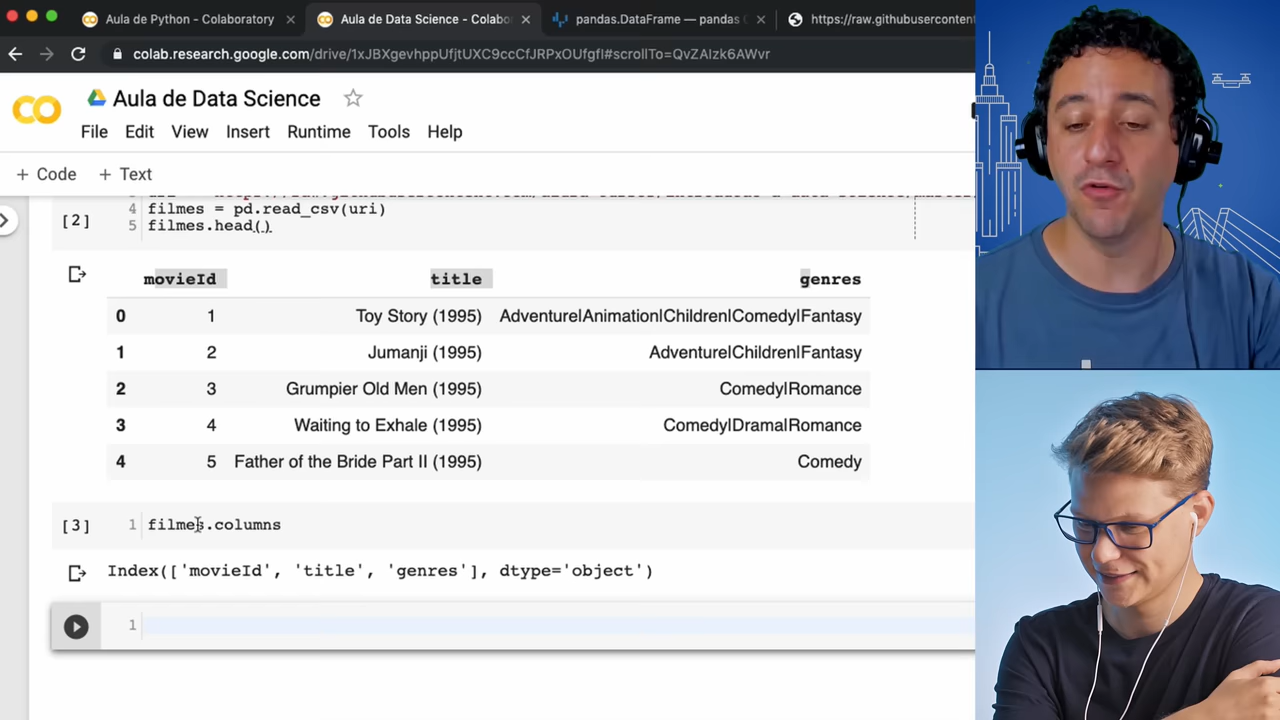 Aula de Python - Colaboratory
Aula de Data Science - Colabo
pandas.DataFrame — pandas
https://raw.githubusercontent
colab.research.google.com/drive/1xJBXgevhppUfjtUXC9ccCfJRPxOUfgfI#scrollTo=QvZAIzk6AWvr
CO
Aula de Data Science
File Edit View Insert Runtime Tools Help
+ Code + Text
[2]
4 filmes = pd.read_csv(uri)
5 filmes.head()
movieId title genres
0 1 Toy Story (1995) Adventure|Animation|Children|Comedy|Fantasy
1 2 Jumanji (1995) Adventure|Children|Fantasy
2 3 Grumpier Old Men (1995) Comedy|Romance
3 4 Waiting to Exhale (1995) Comedy|Drama|Romance
4 5 Father of the Bride Part II (1995) Comedy
[3] 1 filmes.columns
Index(['movieId', 'title', 'genres'], dtype='object')
1